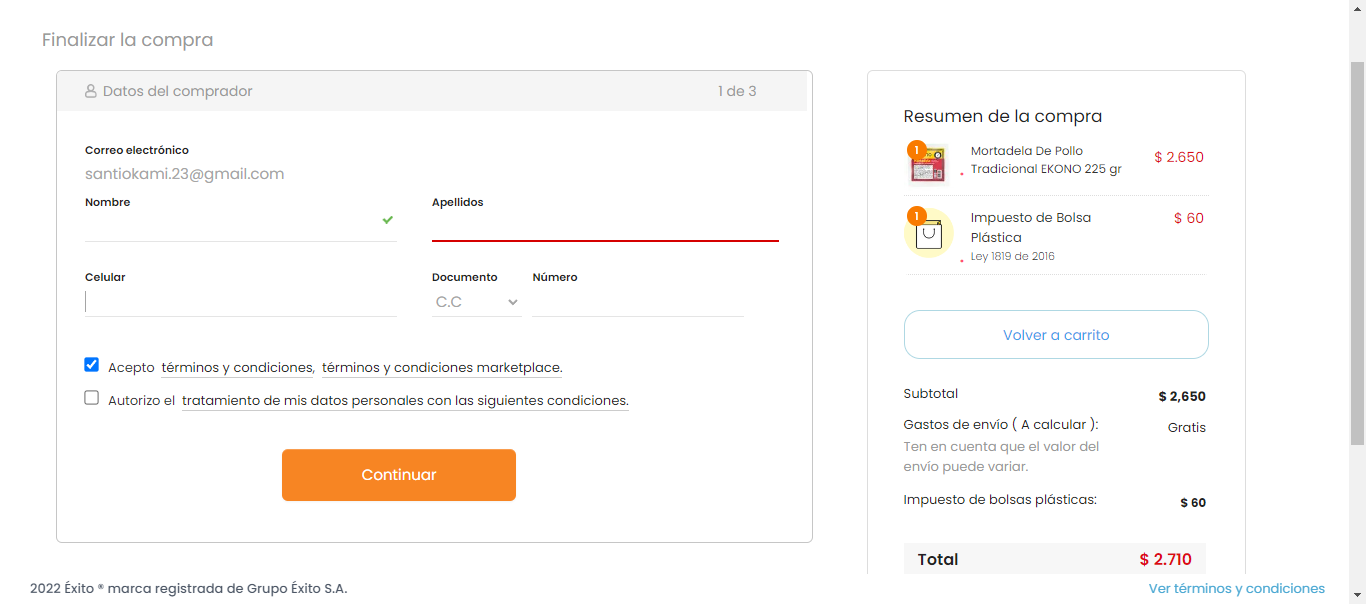 Finalizar la compra
Datos del comprador
1 de 3
Correo electrónico
santiokami.23@gmail.com
Nombre
Apellidos
Celular
Documento
Número
C.C
Acepto términos y condiciones, términos y condiciones marketplace.
Autorizo el tratamiento de mis datos personales con las siguientes condiciones.
Continuar
Resumen de la compra
1
Mortadela De Pollo
Tradicional EKONO 225 gr
$ 2.650
1
Impuesto de Bolsa
Plástica
Ley 1819 de 2016
$ 60
Volver a carrito
Subtotal
$ 2,650
Gastos de envío ( A calcular ):
Gratis
Ten en cuenta que el valor del
envío puede variar.
Impuesto de bolsas plásticas:
$ 60
Total
$ 2.710
2022 Éxito ® marca registrada de Grupo Éxito S.A.
Ver términos y condiciones